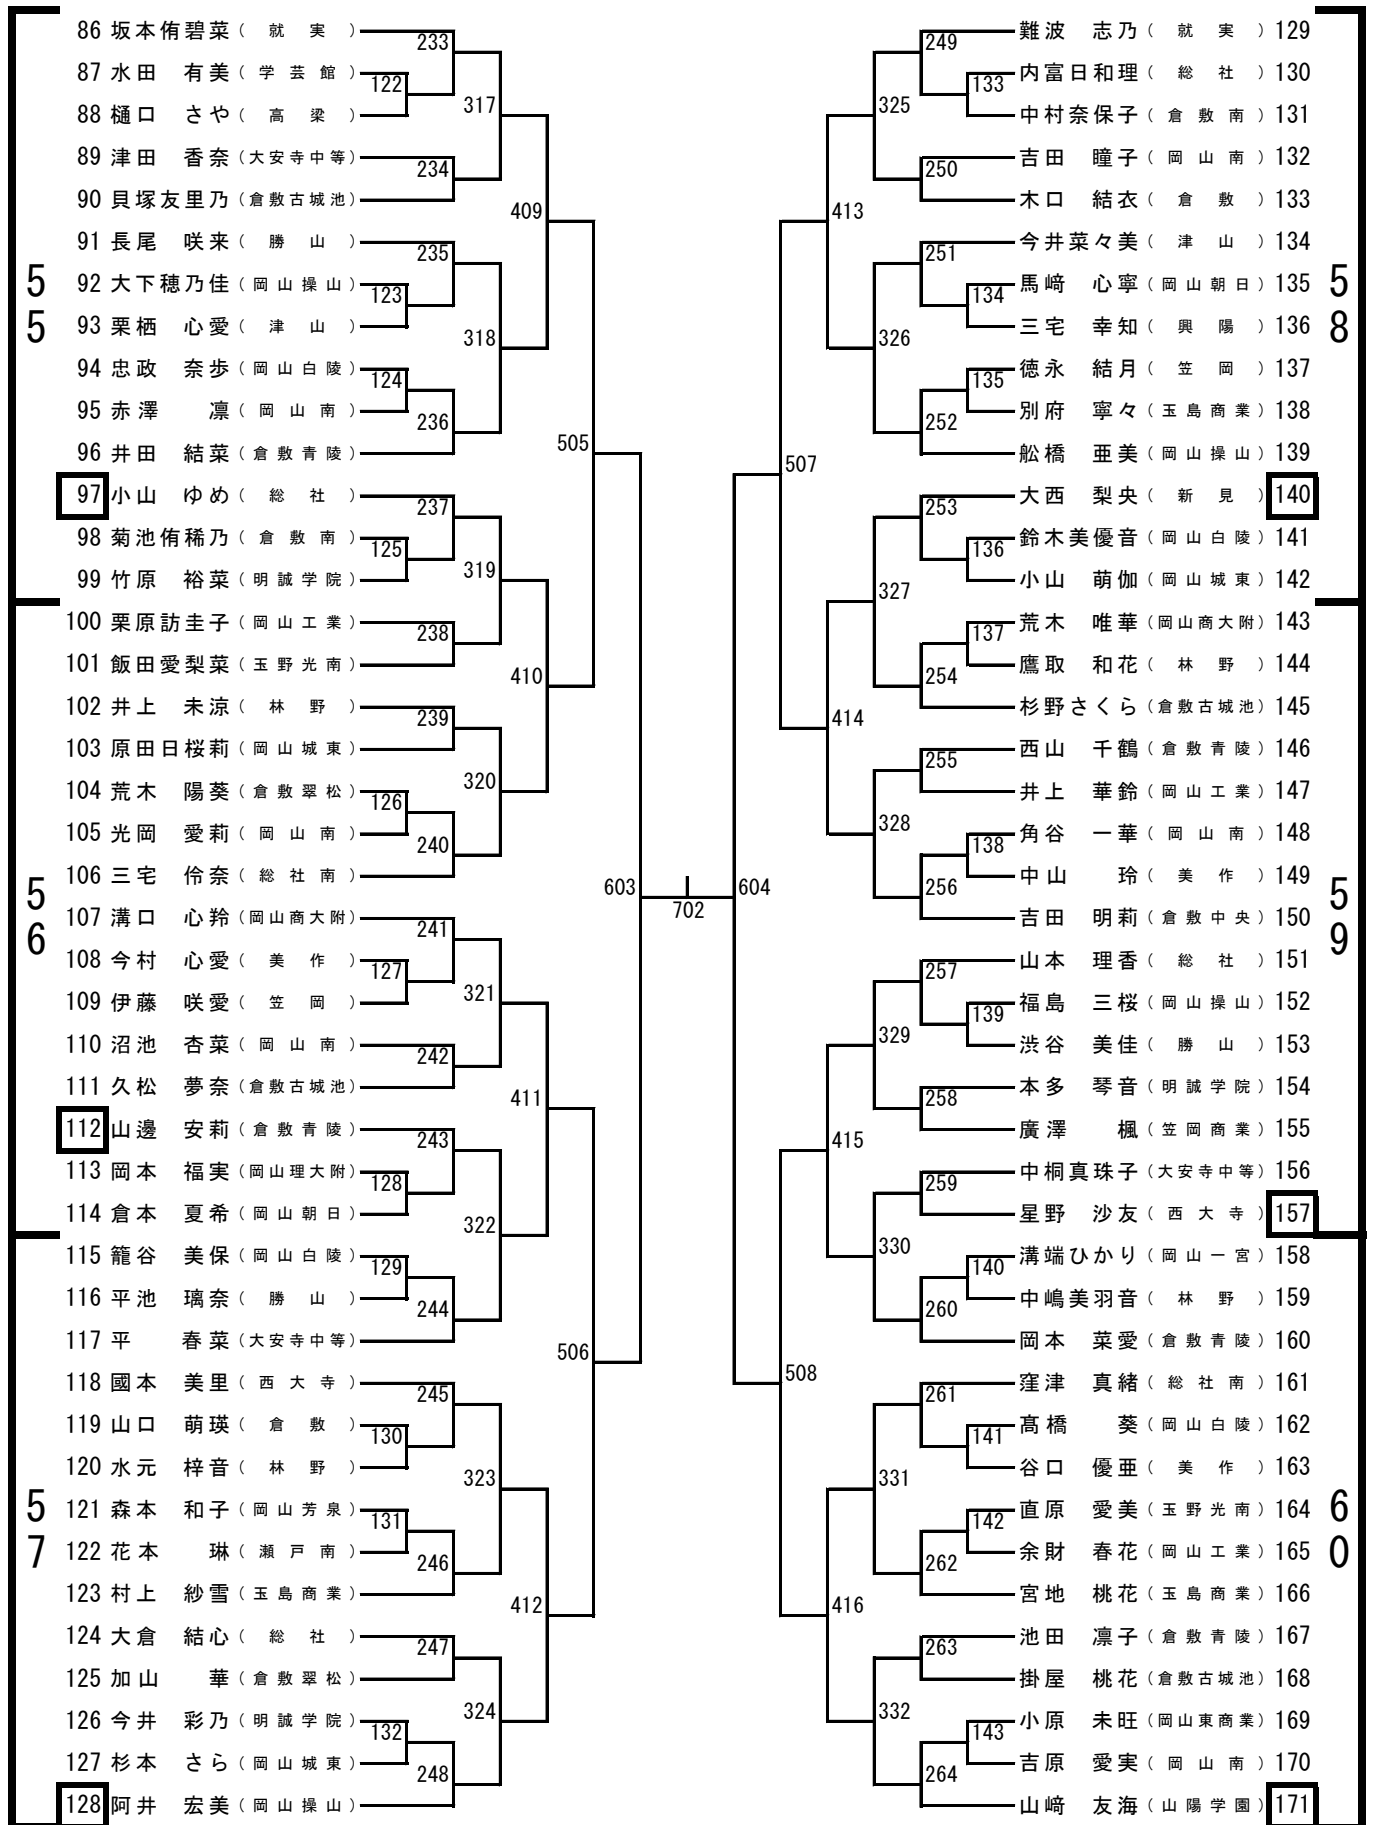 86 坂本侑碧菜（就実）
87 水田 有美（学芸館）
88 樋口 さや（高梁）
89 津田 香奈（大安寺中等）
90 貝塚友里乃（倉敷古城池）
91 長尾 咲来（勝山）
92 大下穂乃佳（岡山操山）
93 栗栖 心愛（津山）
94 忠政 奈歩（岡山白陵）
95 赤澤 凛（岡山南）
96 井田 結菜（倉敷青陵）
97 小山 ゆめ（総社）
98 菊池侑稀乃（倉敷南）
99 竹原 裕菜（明誠学院）
100 栗原訪圭子（岡山工業）
101 飯田愛梨菜（玉野光南）
102 井上 未涼（林野）
103 原田日桜莉（岡山城東）
104 荒木 陽葵（倉敷翠松）
105 光岡 愛莉（岡山南）
106 三宅 伶奈（総社南）
107 溝口 心羚（岡山商大附）
108 今村 心愛（美作）
109 伊藤 咲愛（笠岡）
110 沼池 杏菜（岡山南）
111 久松 夢奈（倉敷古城池）
112 山邊 安莉（倉敷青陵）
113 岡本 福実（岡山理大附）
114 倉本 夏希（岡山朝日）
115 籠谷 美保（岡山白陵）
116 平池 璃奈（勝山）
117 平 春菜（大安寺中等）
118 國本 美里（西大寺）
119 山口 萌瑛（倉敷）
120 水元 梓音（林野）
121 森本 和子（岡山芳泉）
122 花本 琳（瀬戸南）
123 村上 紗雪（玉島商業）
124 大倉 結心（総社）
125 加山 華（倉敷翠松）
126 今井 彩乃（明誠学院）
127 杉本 さら（岡山城東）
128 阿井 宏美（岡山操山）
55
56
57
122
123
124
125
126
127
128
129
130
131
132
233
234
235
236
237
238
239
240
241
242
243
244
245
246
247
248
317
318
319
320
321
322
323
324
409
410
411
412
505
506
603
702
604
507
508
413
414
415
416
325
326
327
328
329
330
331
332
249
250
251
252
253
254
255
256
257
258
259
260
261
262
263
264
133
134
135
136
137
138
139
140
141
142
143
難波 志乃（就実）129
内富日和理（総社）130
中村奈保子（倉敷南）131
吉田 瞳子（岡山南）132
木口 結衣（倉敷）133
今井菜々美（津山）134
馬﨑 心寧（岡山朝日）135
三宅 幸知（興陽）136
徳永 結月（笠岡）137
別府 寧々（玉島商業）138
舩橋 亜美（岡山操山）139
大西 梨央（新見）140
鈴木美優音（岡山白陵）141
小山 萌伽（岡山城東）142
荒木 唯華（岡山商大附）143
鷹取 和花（林野）144
杉野さくら（倉敷古城池）145
西山 千鶴（倉敷青陵）146
井上 華鈴（岡山工業）147
角谷 一華（岡山南）148
中山 玲（美作）149
吉田 明莉（倉敷中央）150
山本 理香（総社）151
福島 三桜（岡山操山）152
渋谷 美佳（勝山）153
本多 琴音（明誠学院）154
廣澤 楓（笠岡商業）155
中桐真珠子（大安寺中等）156
星野 沙友（西大寺）157
溝端ひかり（岡山一宮）158
中嶋美羽音（林野）159
岡本 菜愛（倉敷青陵）160
窪津 真緒（総社南）161
髙橋 葵（岡山白陵）162
谷口 優亜（美作）163
直原 愛美（玉野光南）164
余財 春花（岡山工業）165
宮地 桃花（玉島商業）166
池田 凛子（倉敷青陵）167
掛屋 桃花（倉敷古城池）168
小原 未旺（岡山東商業）169
吉原 愛実（岡山南）170
山﨑 友海（山陽学園）171
58
59
60